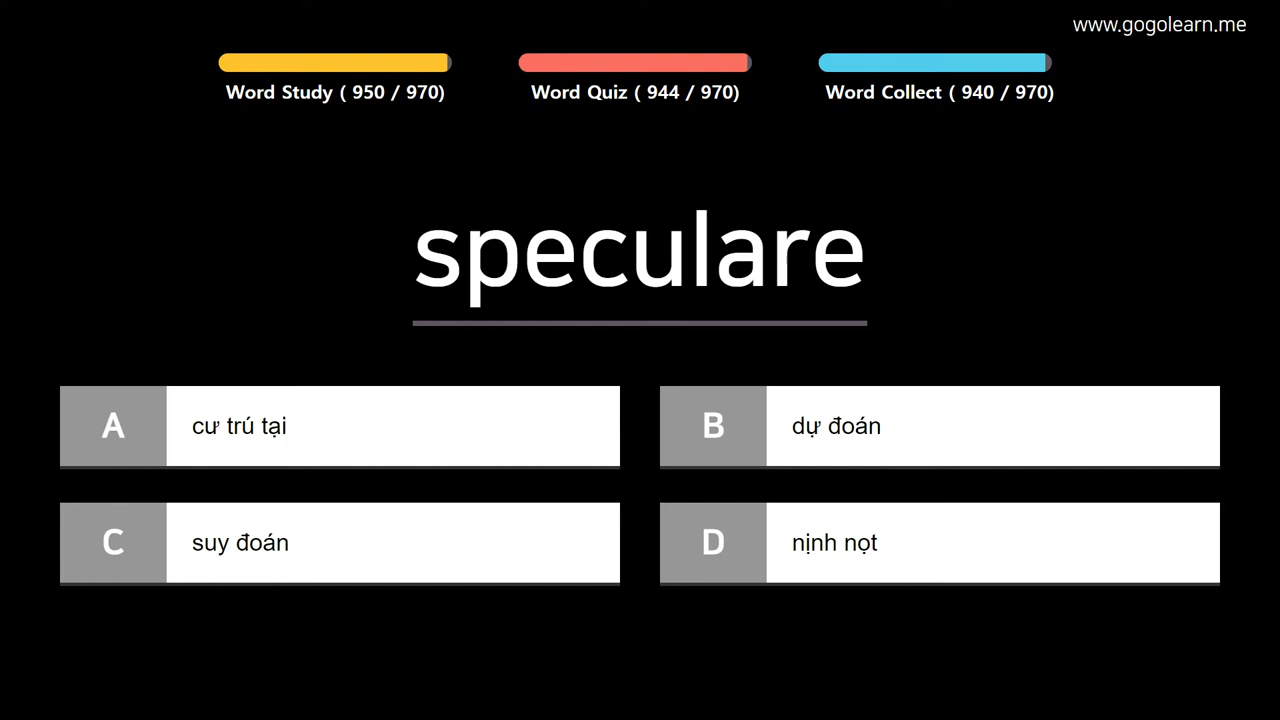 www.gogolearn.me
Word Study ( 950 / 970)
Word Quiz ( 944 / 970)
Word Collect ( 940 / 970)
speculare
A cư trú tại
B dự đoán
C suy đoán
D nịnh nọt